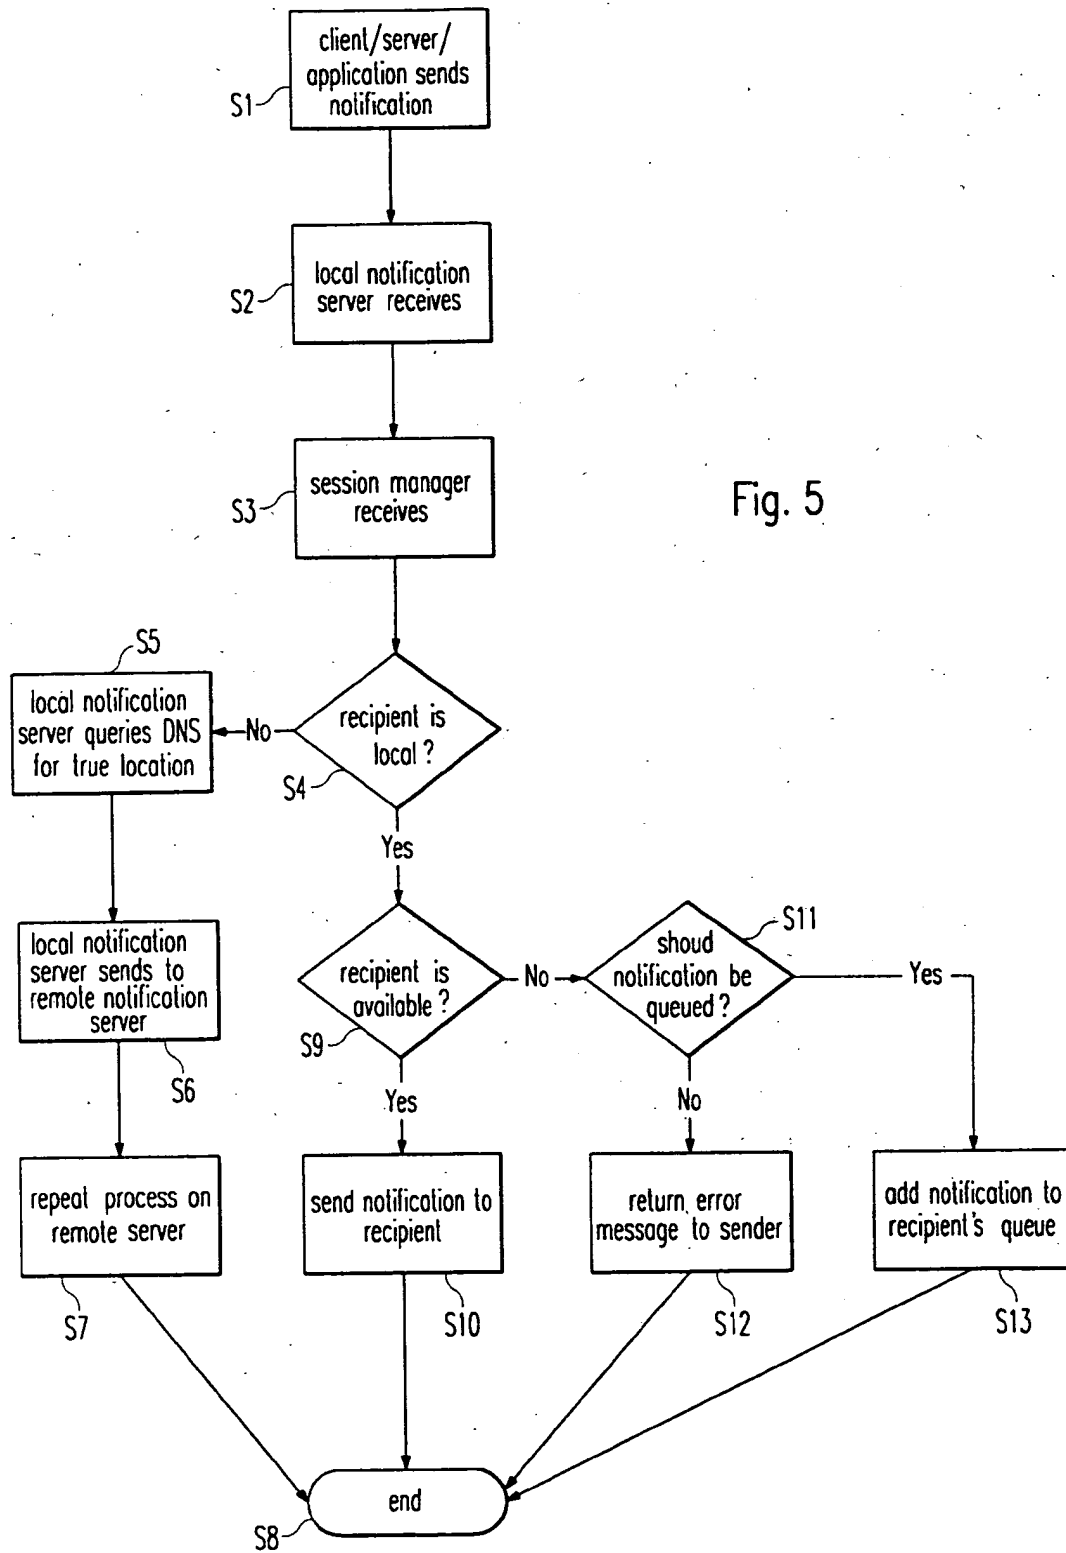 client/server/
application sends
notification
S1
local notification
server receives
S2
session manager
receives
S3
Fig. 5
S5
local notification
server queries DNS
for true location
No
recipient is
local?
S4
Yes
local notification
server sends to
remote notification
server
S6
recipient is
available?
S9
No
shoud
notification be
queued?
S11
Yes
Yes
No
repeat process on
remote server
S7
send notification to
recipient
S10
return error
message to sender
S12
add notification to
recipient's queue
S13
end
S8